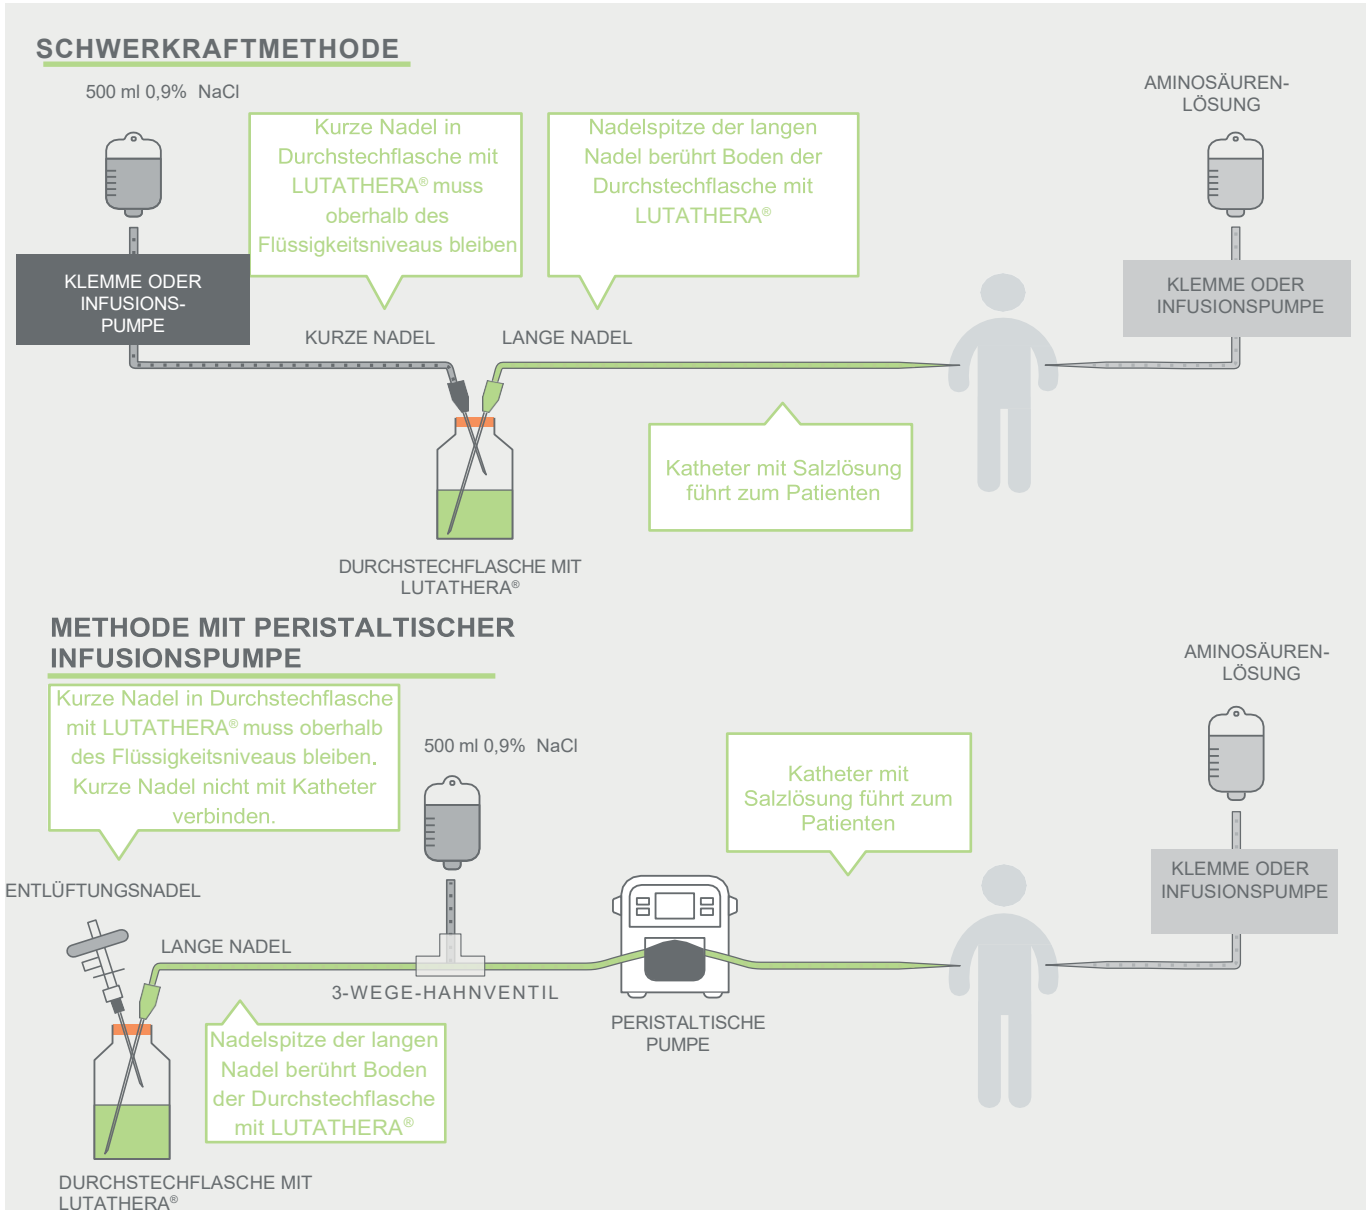 SCHWERKRAFTMETHODE
500 ml 0,9% NaCl
AMINOSÄUREN-
LÖSUNG
Kurze Nadel in
Durchstechflasche mit
LUTATHERA® muss
oberhalb des
Flüssigkeitsniveaus bleiben
Nadelspitze der langen
Nadel berührt Boden der
Durchstechflasche mit
LUTATHERA®
KLEMME ODER
INFUSIONS-
PUMPE
KLEMME ODER
INFUSIONSPUMPE
KURZE NADEL
LANGE NADEL
Katheter mit Salzlösung
führt zum Patienten
DURCHSTECHFLASCHE MIT
LUTATHERA®
METHODE MIT PERISTALTISCHER
INFUSIONSPUMPE
AMINOSÄUREN-
LÖSUNG
Kurze Nadel in Durchstechflasche
mit LUTATHERA® muss oberhalb
des Flüssigkeitsniveaus bleiben.
Kurze Nadel nicht mit Katheter
verbinden.
500 ml 0,9% NaCl
Katheter mit
Salzlösung führt zum
Patienten
KLEMME ODER
INFUSIONSPUMPE
ENTLÜFTUNGSNADEL
LANGE NADEL
3-WEGE-HAHNVENTIL
PERISTALTISCHE
PUMPE
Nadelspitze der langen
Nadel berührt Boden
der Durchstechflasche
mit LUTATHERA®
DURCHSTECHFLASCHE MIT
LUTATHERA®